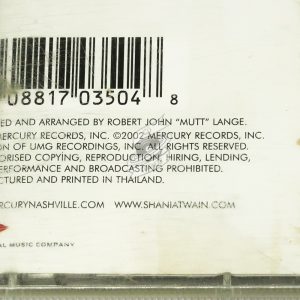 08817 03504 8
ED AND ARRANGED BY ROBERT JOHN "MUTT" LANGE.
MERCURY RECORDS, INC. ©2002 MERCURY RECORDS, INC.
ON OF UMG RECORDINGS, INC. ALL RIGHTS RESERVED.
ORISED COPYING, REPRODUCTION, HIRING, LENDING,
PERFORMANCE AND BROADCASTING PROHIBITED.
CTURED AND PRINTED IN THAILAND.
RCURYNASHVILLE.COM WWW.SHANIATWAIN.COM
AL MUSIC COMPANY